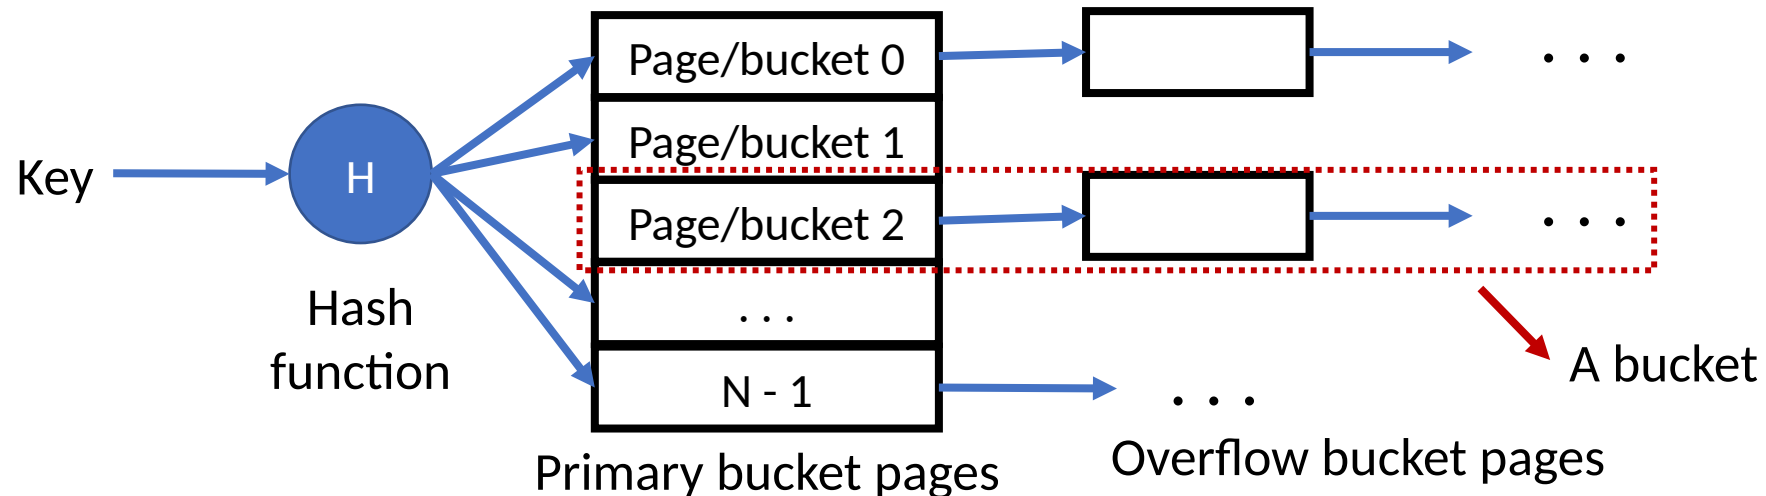 Page/bucket 0
. . .
Page/bucket 1
Key
H
Page/bucket 2
. . .
Hash
function
. . .
N - 1
. . .
A bucket
Primary bucket pages
Overflow bucket pages